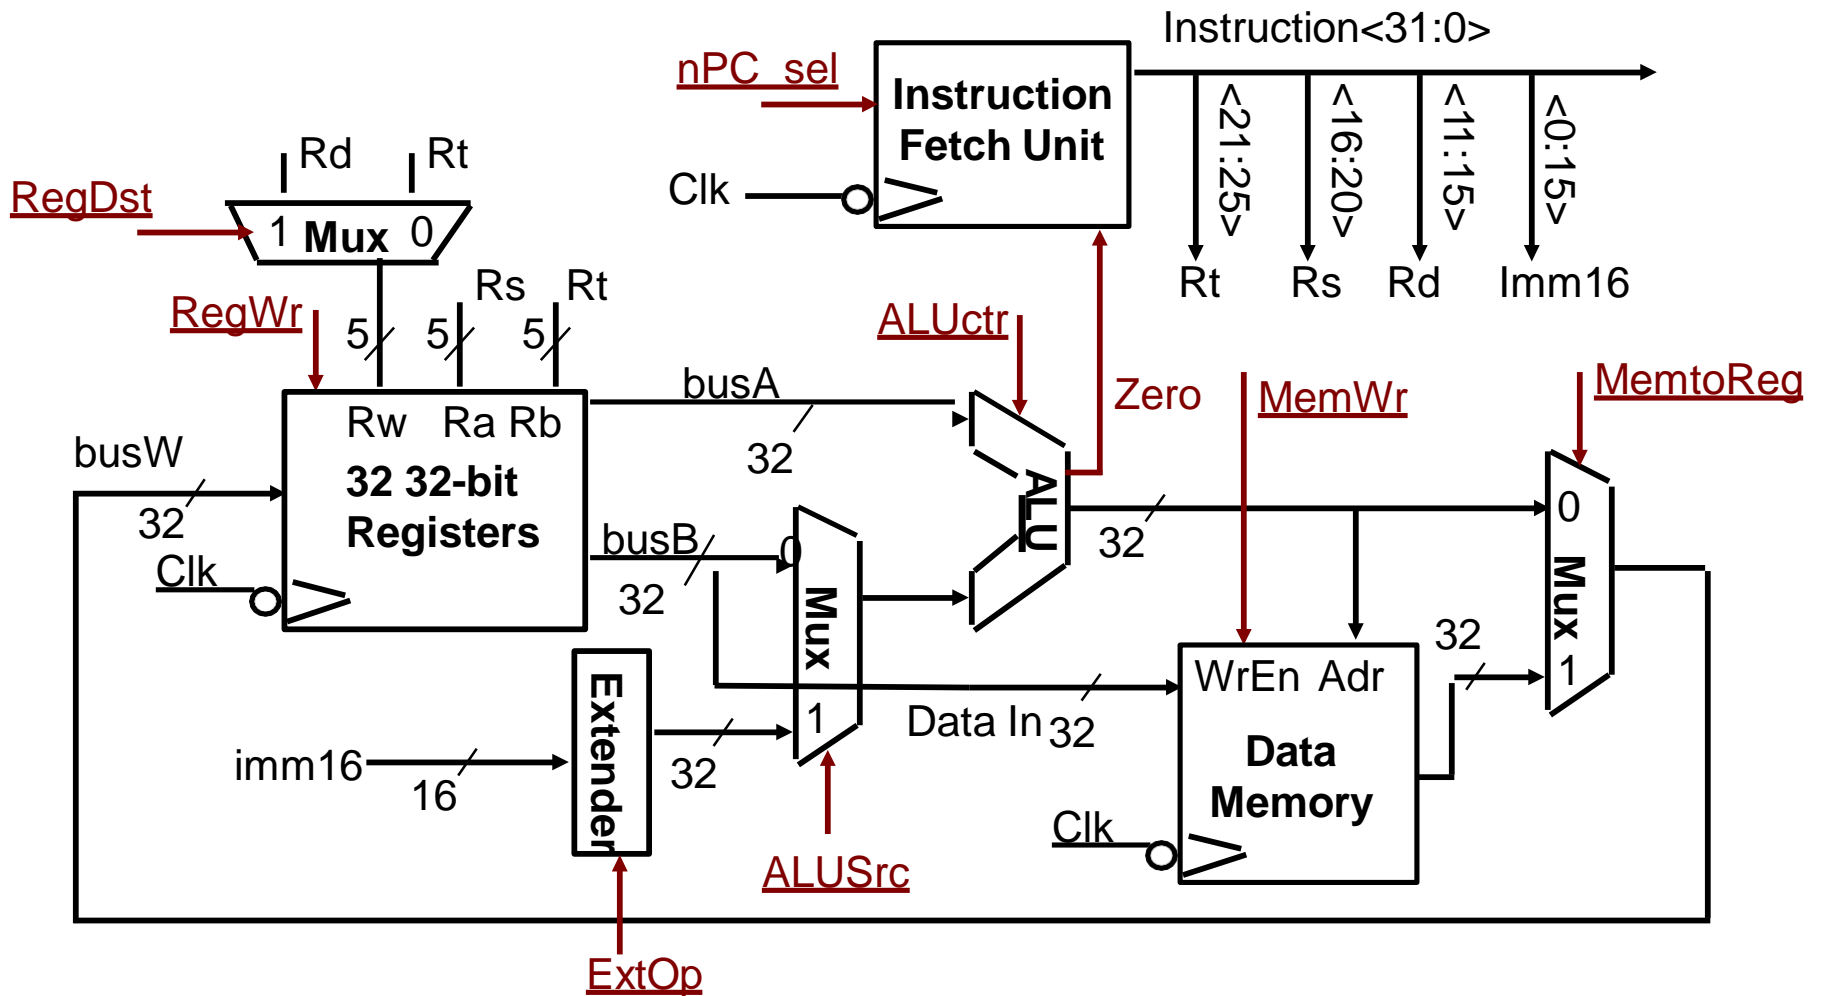 Instruction<31:0>
nPC_sel
Instruction
Fetch Unit
Clk
<21:25>
<16:20>
<11:15>
<0:15>
Rt
Rs
Rd
Imm16
Rd
Rt
RegDst
1 Mux 0
Rs
Rt
RegWr
5
5
5
ALUctr
busA
32
Zero
MemWr
MemtoReg
Rw Ra Rb
32 32-bit
Registers
busW
32
Clk
busB
32
0
Mux
1
ALU
32
0
Mux
1
32
WrEn Adr
Data
Memory
Data In
32
Clk
Extender
imm16
16
32
ALUSrc
ExtOp